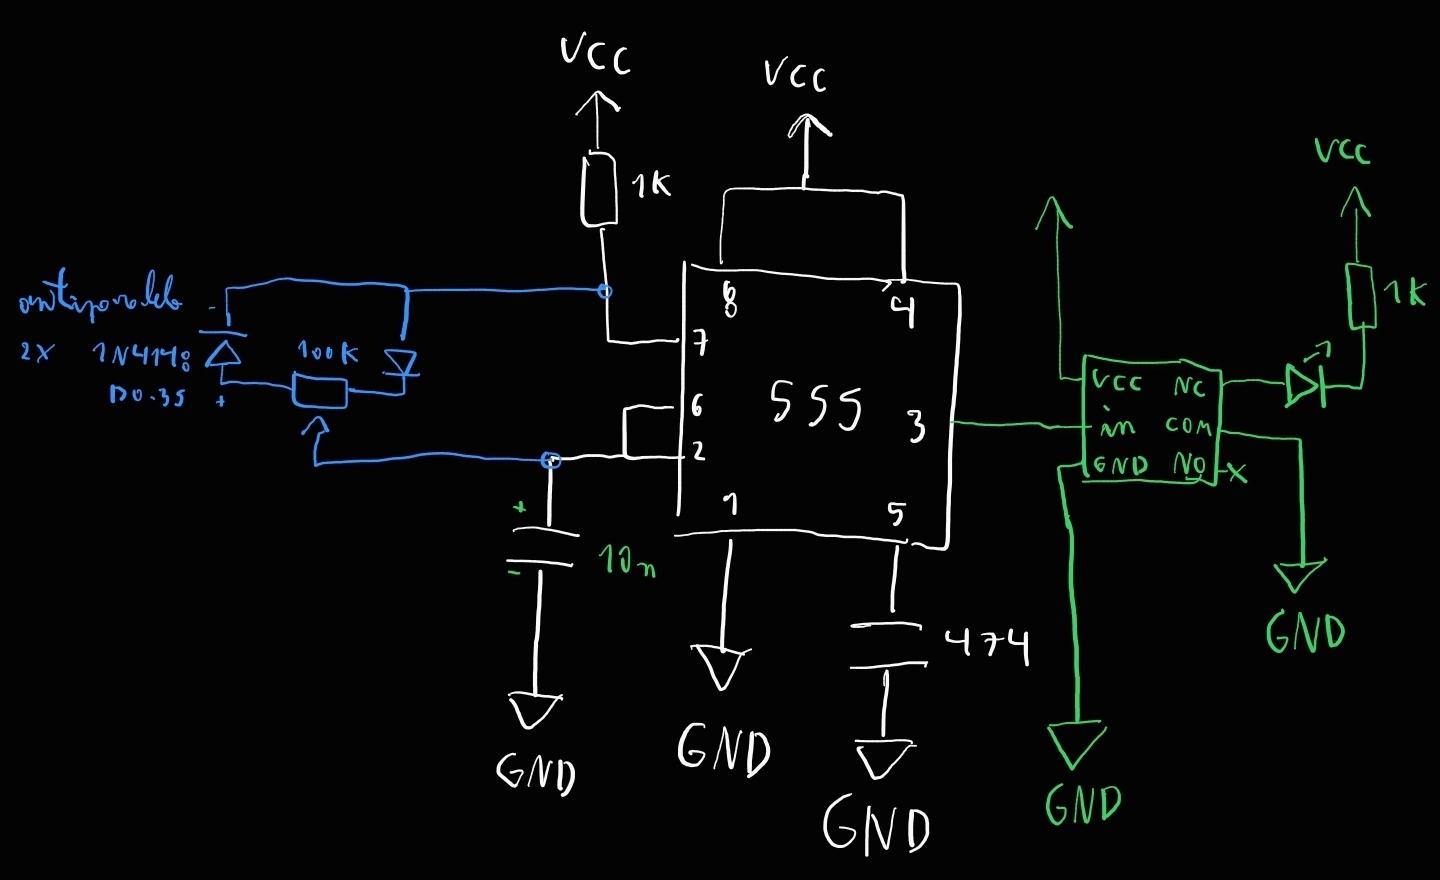 VCC
VCC
VCC
1K
1K
antiparallelo
2X 1N4148
DO-35
-
+
100K
8
4
7
6
2
555
3
1
5
VCC NC
in COM
GND NO
X
+
-
10n
474
GND
GND
GND
GND
GND